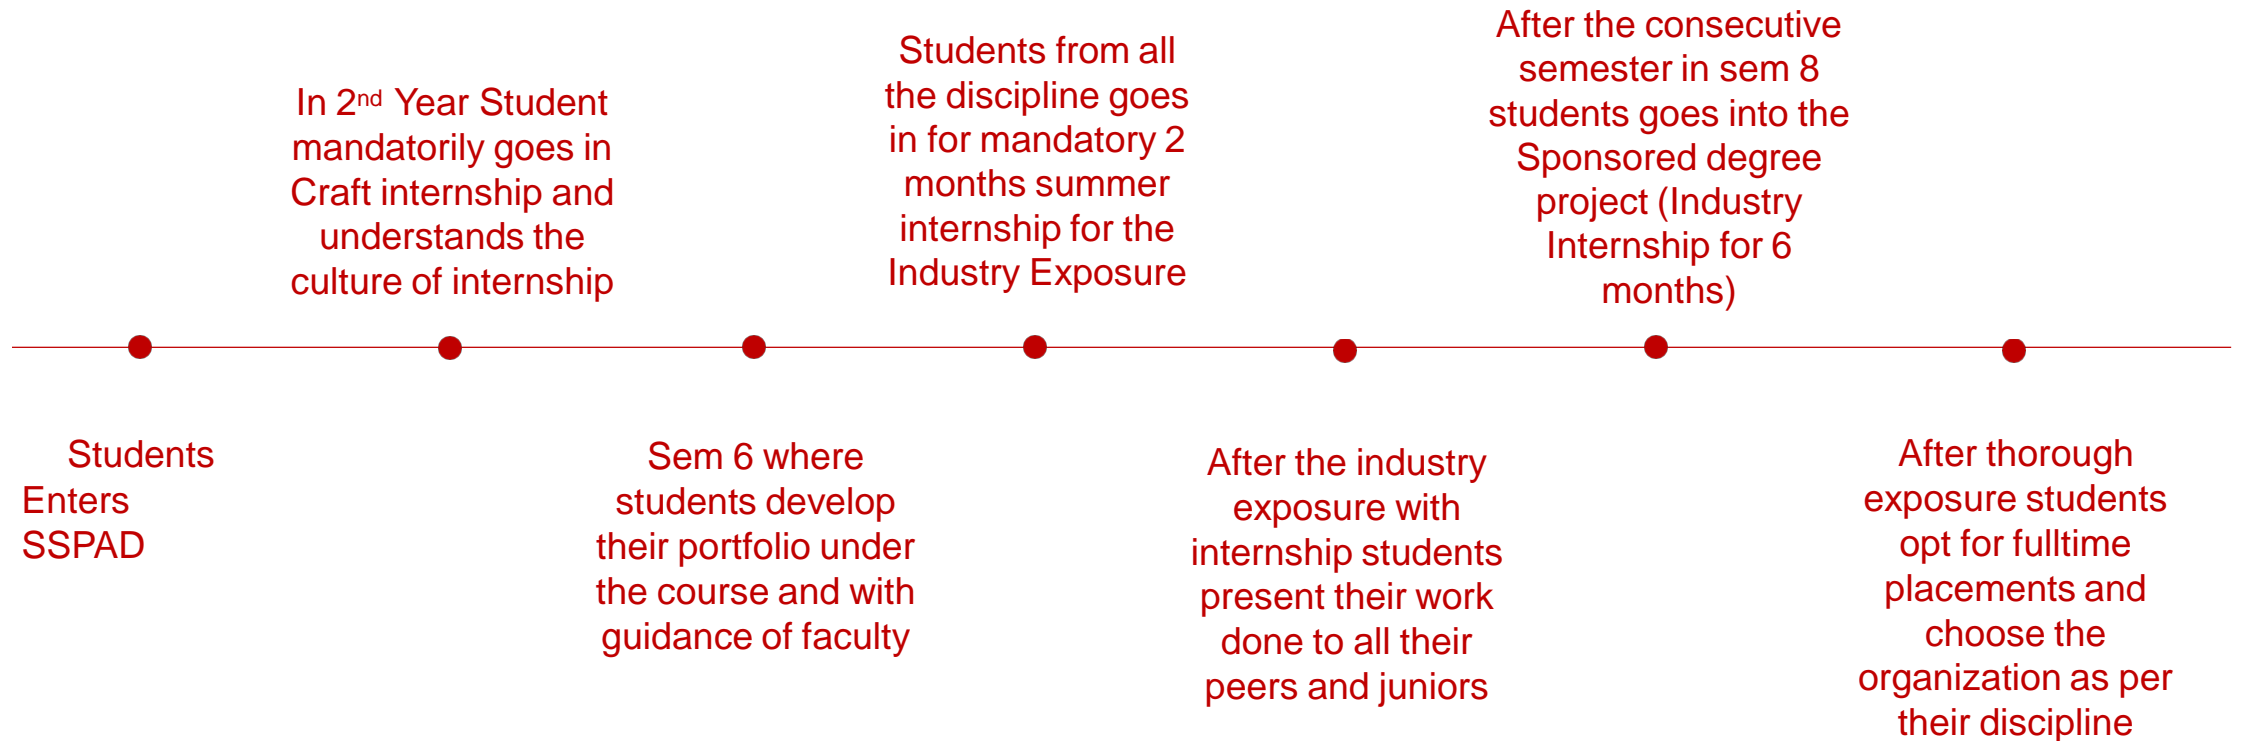 Students
Enters
SSPAD
In 2nd Year Student
mandatorily goes in
Craft internship and
understands the
culture of internship
Sem 6 where
students develop
their portfolio under
the course and with
guidance of faculty
Students from all
the discipline goes
in for mandatory 2
months summer
internship for the
Industry Exposure
After the industry
exposure with
internship students
present their work
done to all their
peers and juniors
After the consecutive
semester in sem 8
students goes into the
Sponsored degree
project (Industry
Internship for 6
months)
After thorough
exposure students
opt for fulltime
placements and
choose the
organization as per
their discipline